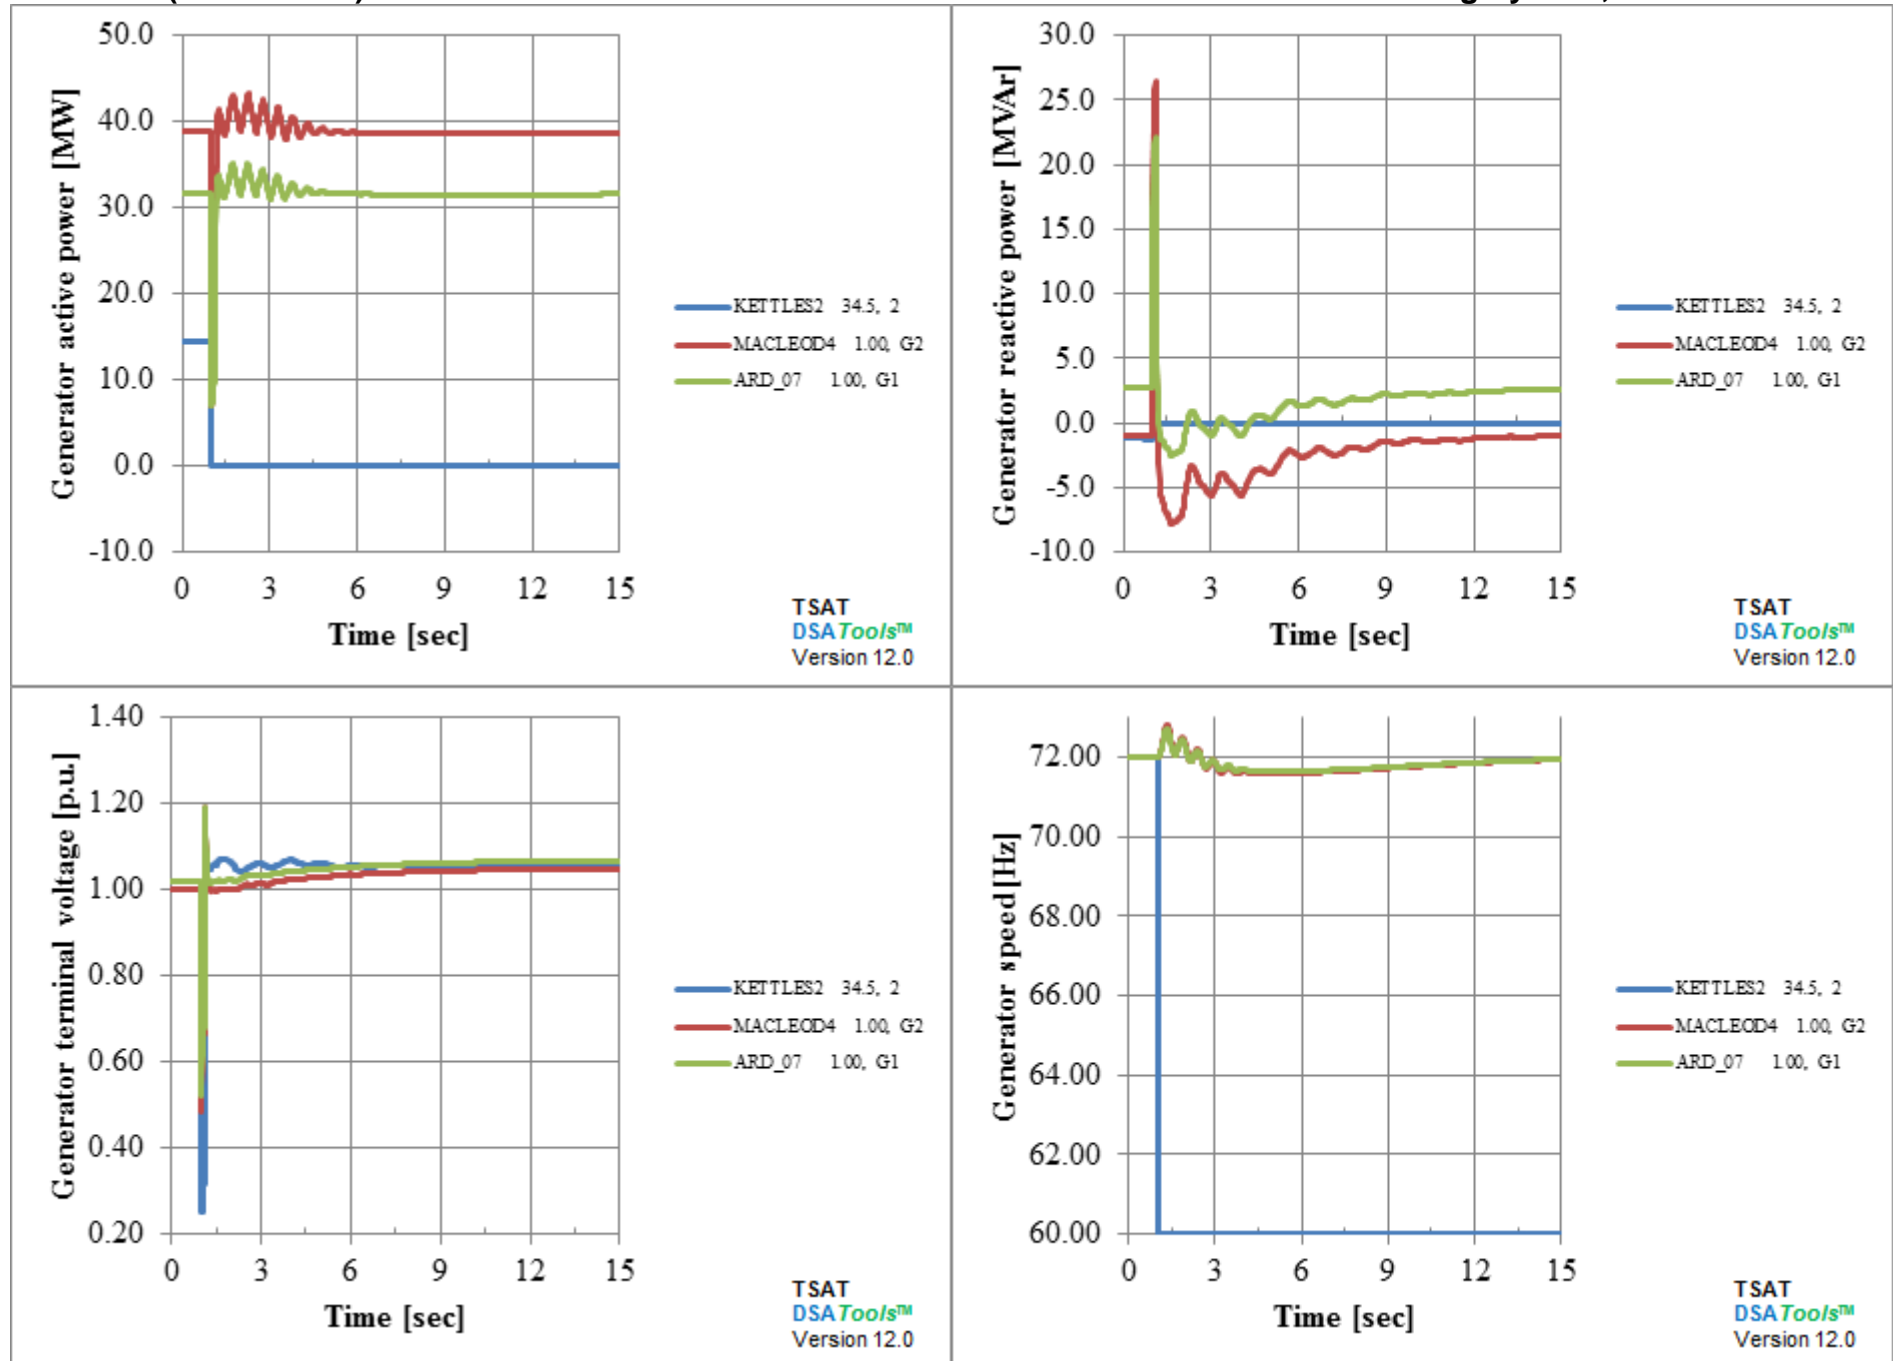 50.0
40.0
30.0
20.0
10.0
0.0
-10.0
0 3 6 9 12 15
Generator active power [MW]
Time [sec]
KETTLES2 34.5, 2
MACLEOD4 1.00, G2
ARD_07 1.00, G1
TSAT
DSATools™
Version 12.0
30.0
25.0
20.0
15.0
10.0
5.0
0.0
-5.0
-10.0
0 3 6 9 12 15
Generator reactive power [MVAr]
Time [sec]
KETTLES2 34.5, 2
MACLEOD4 1.00, G2
ARD_07 1.00, G1
TSAT
DSATools™
Version 12.0
1.40
1.20
1.00
0.80
0.60
0.40
0.20
0 3 6 9 12 15
Generator terminal voltage [p.u.]
Time [sec]
KETTLES2 34.5, 2
MACLEOD4 1.00, G2
ARD_07 1.00, G1
TSAT
DSATools™
Version 12.0
72.00
70.00
68.00
66.00
64.00
62.00
60.00
0 3 6 9 12 15
Generator speed[Hz]
Time [sec]
KETTLES2 34.5, 2
MACLEOD4 1.00, G2
ARD_07 1.00, G1
TSAT
DSATools™
Version 12.0